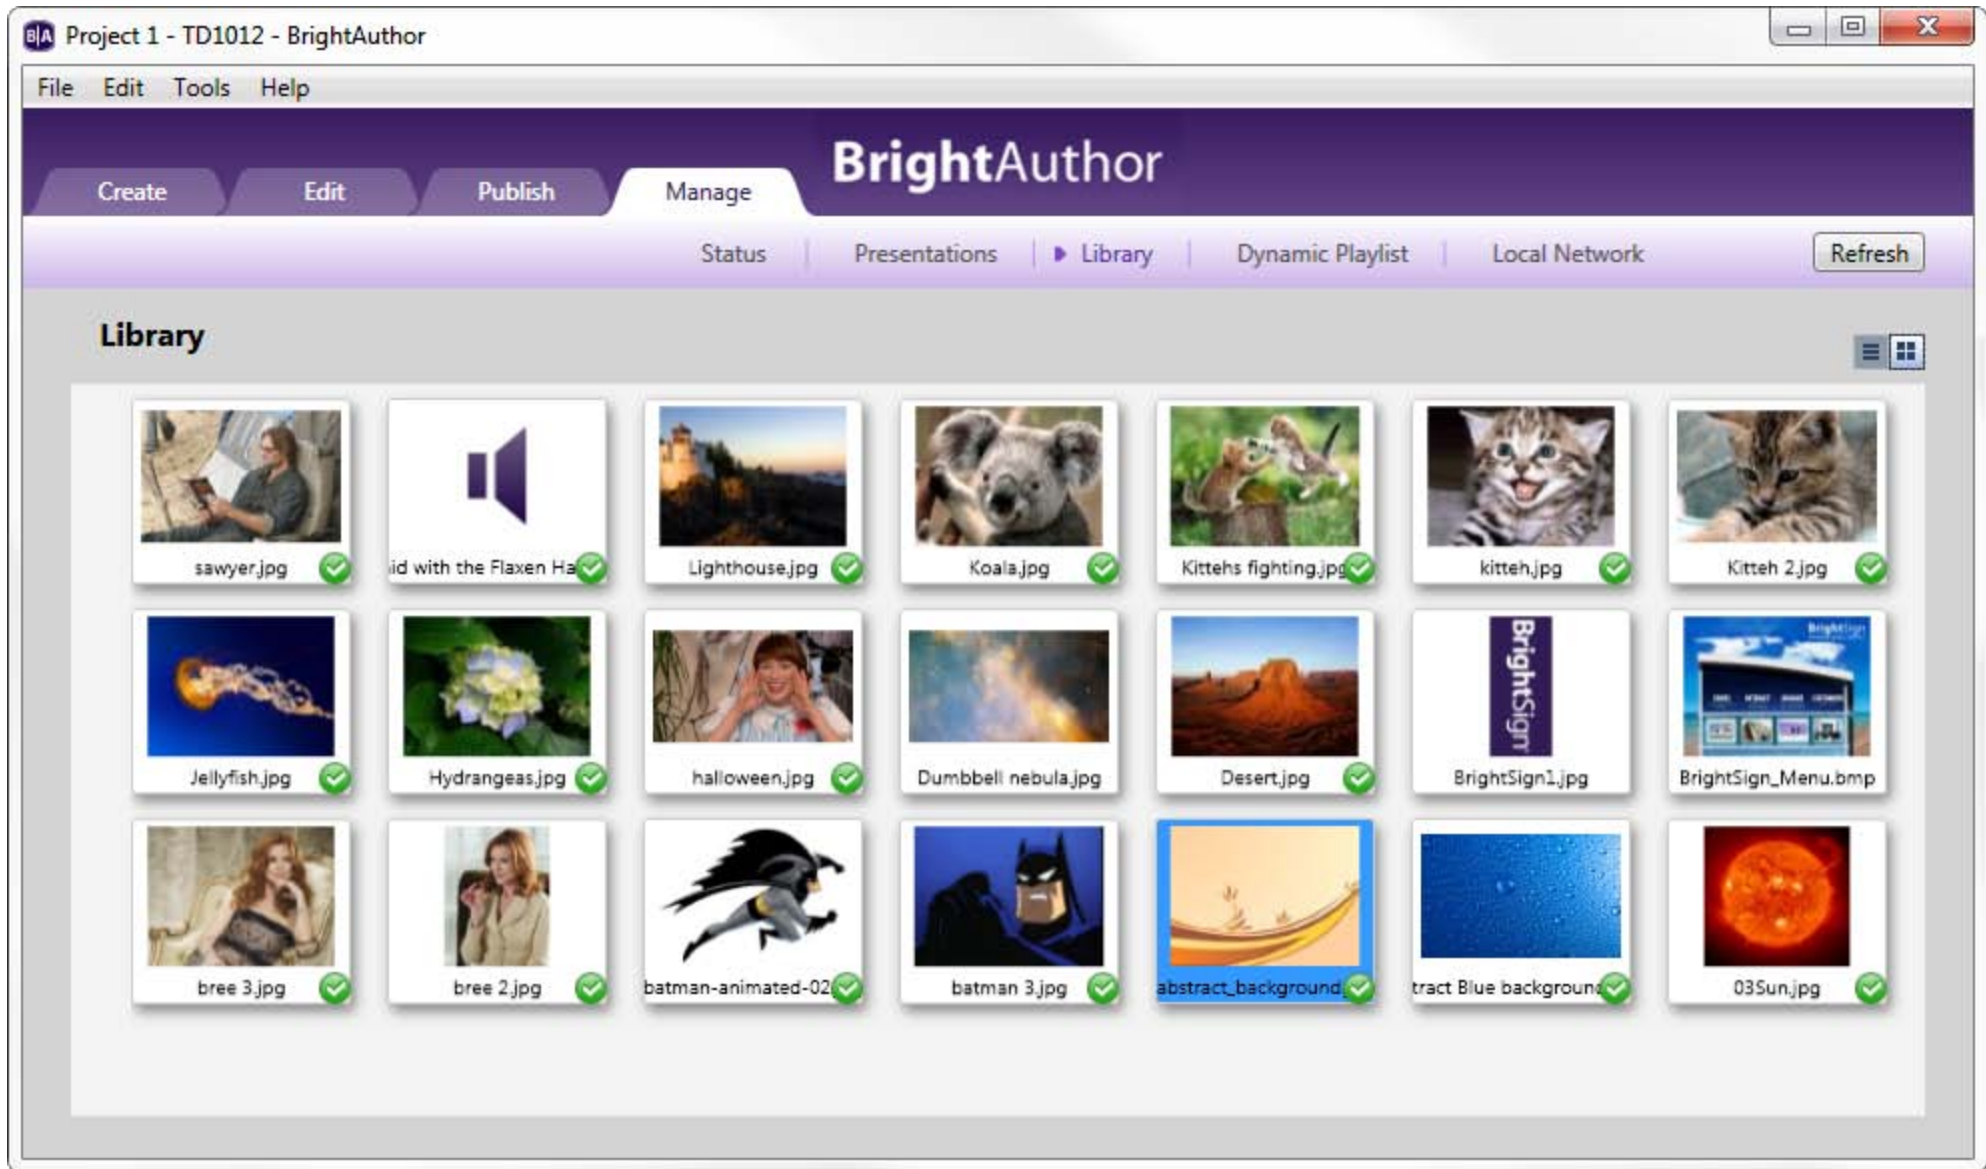 B|A Project 1 - TD1012 - BrightAuthor
File Edit Tools Help
BrightAuthor
Create Edit Publish Manage
Status Presentations Library Dynamic Playlist Local Network Refresh
Library
sawyer.jpg
id with the Flaxen Ha
Lighthouse.jpg
Koala.jpg
Kittehs fighting.jpg
kitteh.jpg
Kitteh 2.jpg
BrightSign
BrightSign
Jellyfish.jpg
Hydrangeas.jpg
halloween.jpg
Dumbbell nebula.jpg
Desert.jpg
BrightSign1.jpg
BrightSign_Menu.bmp
bree 3.jpg
bree 2.jpg
batman-animated-02
batman 3.jpg
abstract_background
tract Blue background
03Sun.jpg